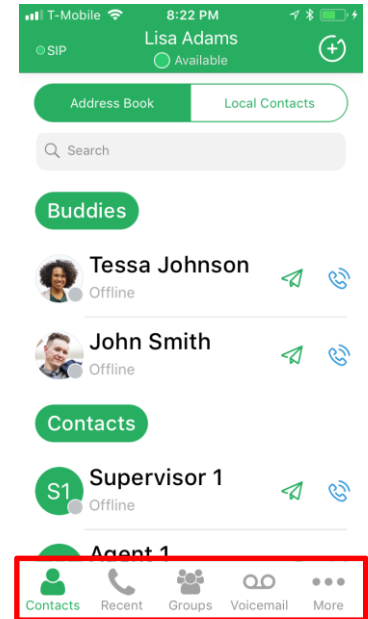 T-Mobile 8:22 PM
SIP
Lisa Adams
Available
Address Book Local Contacts
Search
Buddies
Tessa Johnson
Offline
John Smith
Offline
Contacts
S1
Supervisor 1
Offline
Agent 1
Contacts Recent Groups Voicemail More